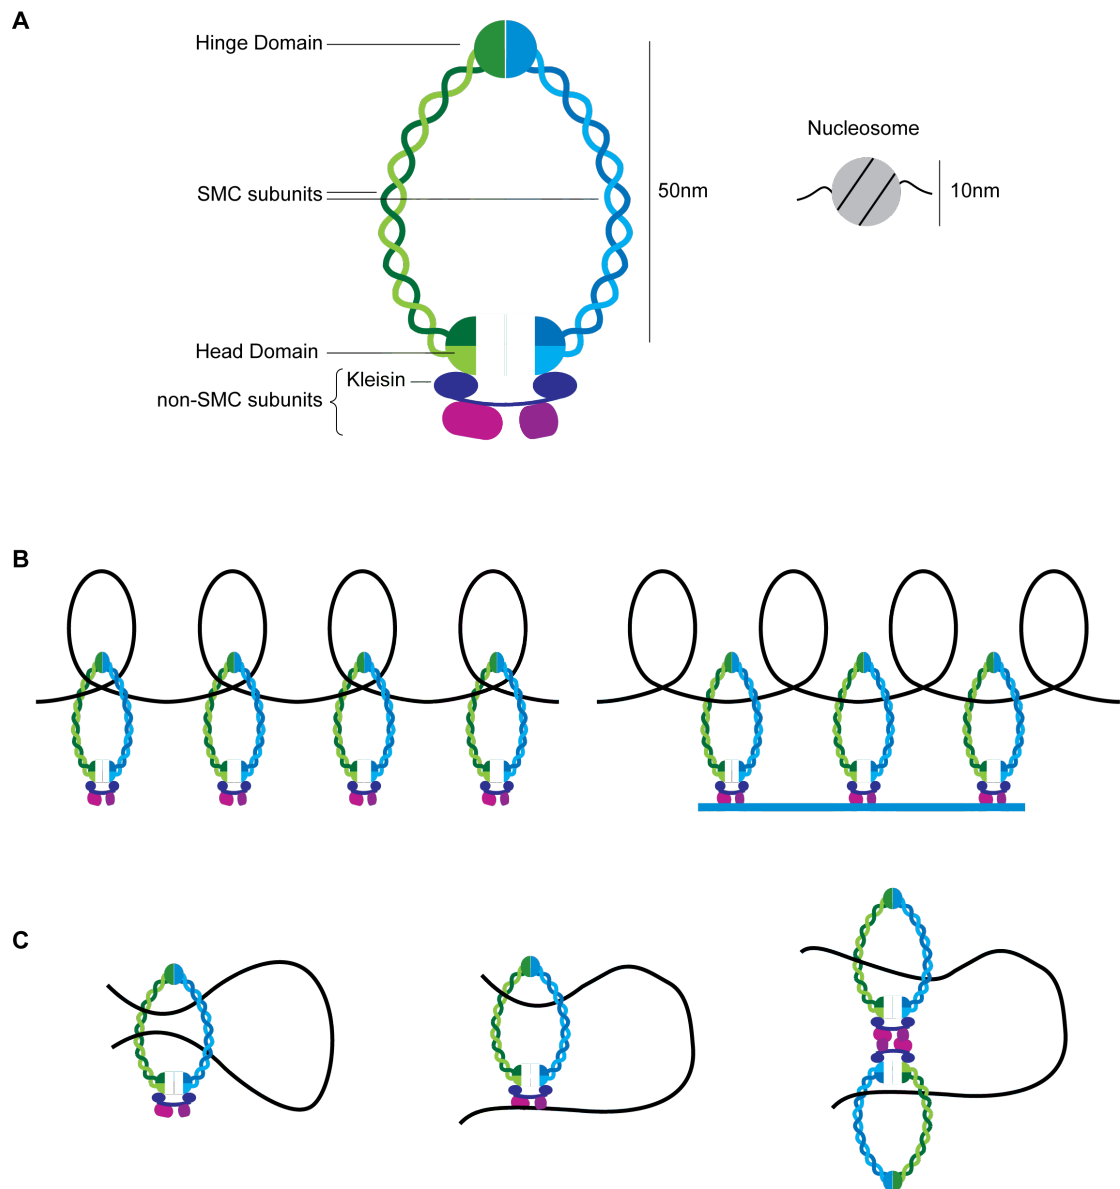 A
Hinge Domain
Nucleosome
SMC subunits
50nm
10nm
Head Domain
Kleisin
non-SMC subunits
B
C